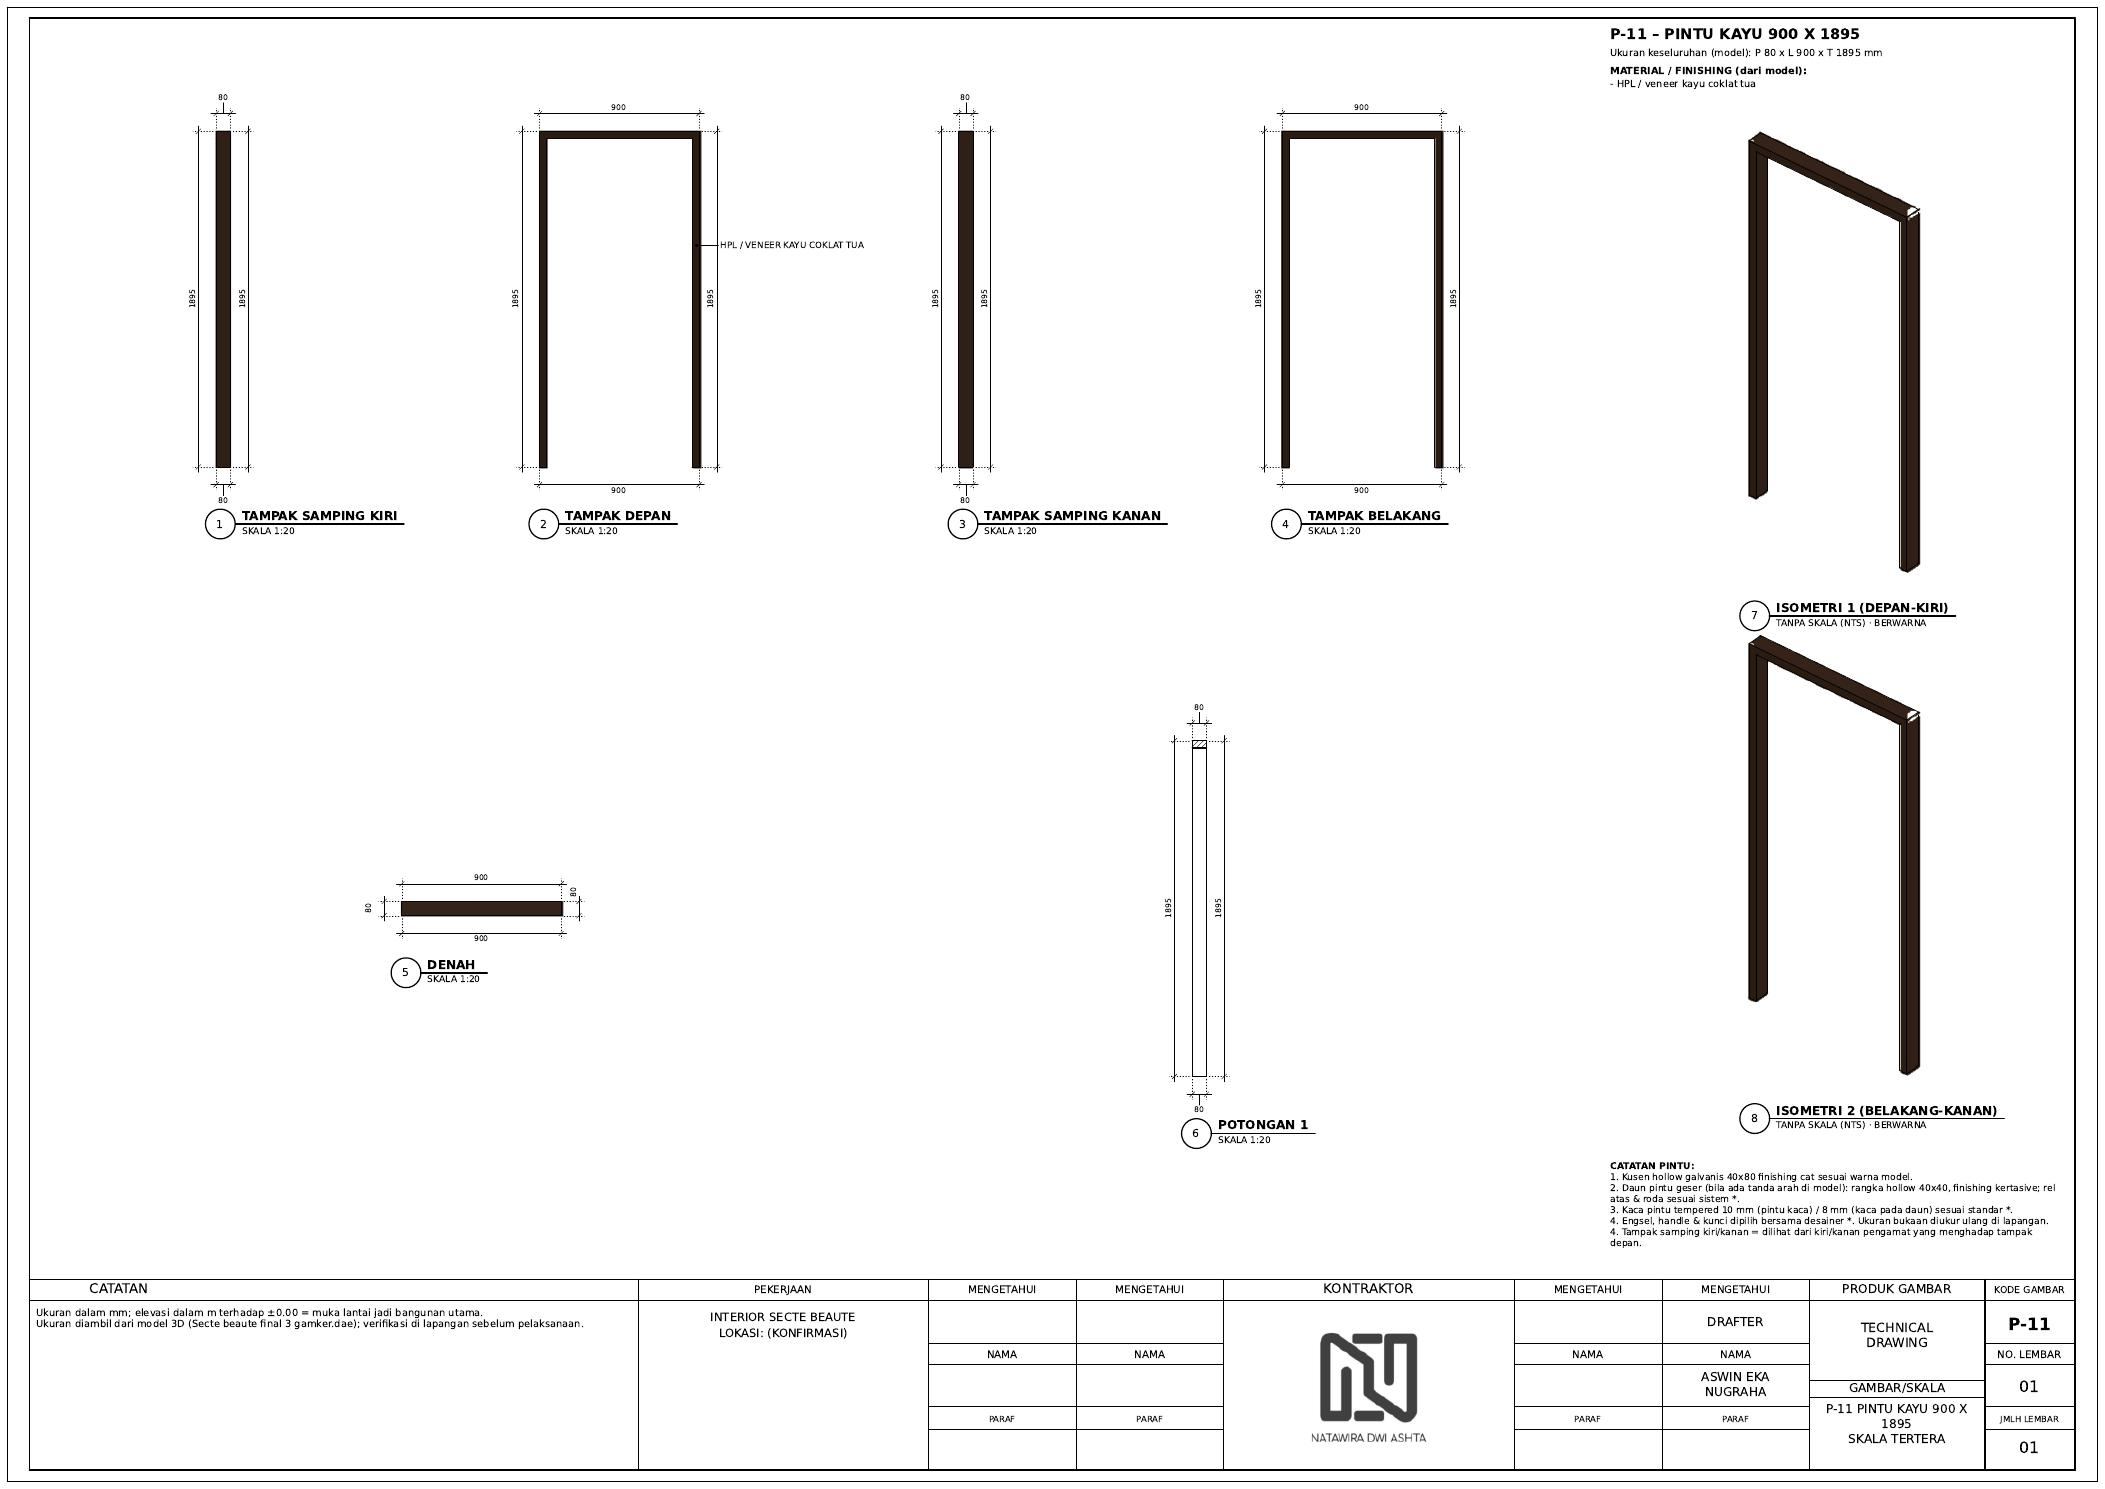 P-11 – PINTU KAYU 900 X 1895
Ukuran keseluruhan (model): P 80 x L 900 x T 1895 mm
MATERIAL / FINISHING (dari model):
- HPL / veneer kayu coklat tua
80
1895
1895
80
1 TAMPAK SAMPING KIRI
SKALA 1:20
900
1895
1895
HPL / VENEER KAYU COKLAT TUA
900
2 TAMPAK DEPAN
SKALA 1:20
80
1895
1895
80
3 TAMPAK SAMPING KANAN
SKALA 1:20
900
1895
1895
900
4 TAMPAK BELAKANG
SKALA 1:20
7 ISOMETRI 1 (DEPAN-KIRI)
TANPA SKALA (NTS) · BERWARNA
900
80
80
900
5 DENAH
SKALA 1:20
80
1895
1895
80
6 POTONGAN 1
SKALA 1:20
8 ISOMETRI 2 (BELAKANG-KANAN)
TANPA SKALA (NTS) · BERWARNA
CATATAN PINTU:
1. Kusen hollow galvanis 40x80 finishing cat sesuai warna model.
2. Daun pintu geser (bila ada tanda arah di model): rangka hollow 40x40, finishing kertasive; rel
atas & roda sesuai sistem *.
3. Kaca pintu tempered 10 mm (pintu kaca) / 8 mm (kaca pada daun) sesuai standar *.
4. Engsel, handle & kunci dipilih bersama desainer *. Ukuran bukaan diukur ulang di lapangan.
4. Tampak samping kiri/kanan = dilihat dari kiri/kanan pengamat yang menghadap tampak
depan.
CATATAN
Ukuran dalam mm; elevasi dalam m terhadap ±0.00 = muka lantai jadi bangunan utama.
Ukuran diambil dari model 3D (Secte beaute final 3 gamker.dae); verifikasi di lapangan sebelum pelaksanaan.
PEKERJAAN
INTERIOR SECTE BEAUTE
LOKASI: (KONFIRMASI)
MENGETAHUI
NAMA
PARAF
MENGETAHUI
NAMA
PARAF
KONTRAKTOR
NATAWIRA DWI ASHTA
MENGETAHUI
NAMA
PARAF
MENGETAHUI
DRAFTER
NAMA
ASWIN EKA
NUGRAHA
PARAF
PRODUK GAMBAR
TECHNICAL
DRAWING
GAMBAR/SKALA
P-11 PINTU KAYU 900 X
1895
SKALA TERTERA
KODE GAMBAR
P-11
NO. LEMBAR
01
JMLH LEMBAR
01